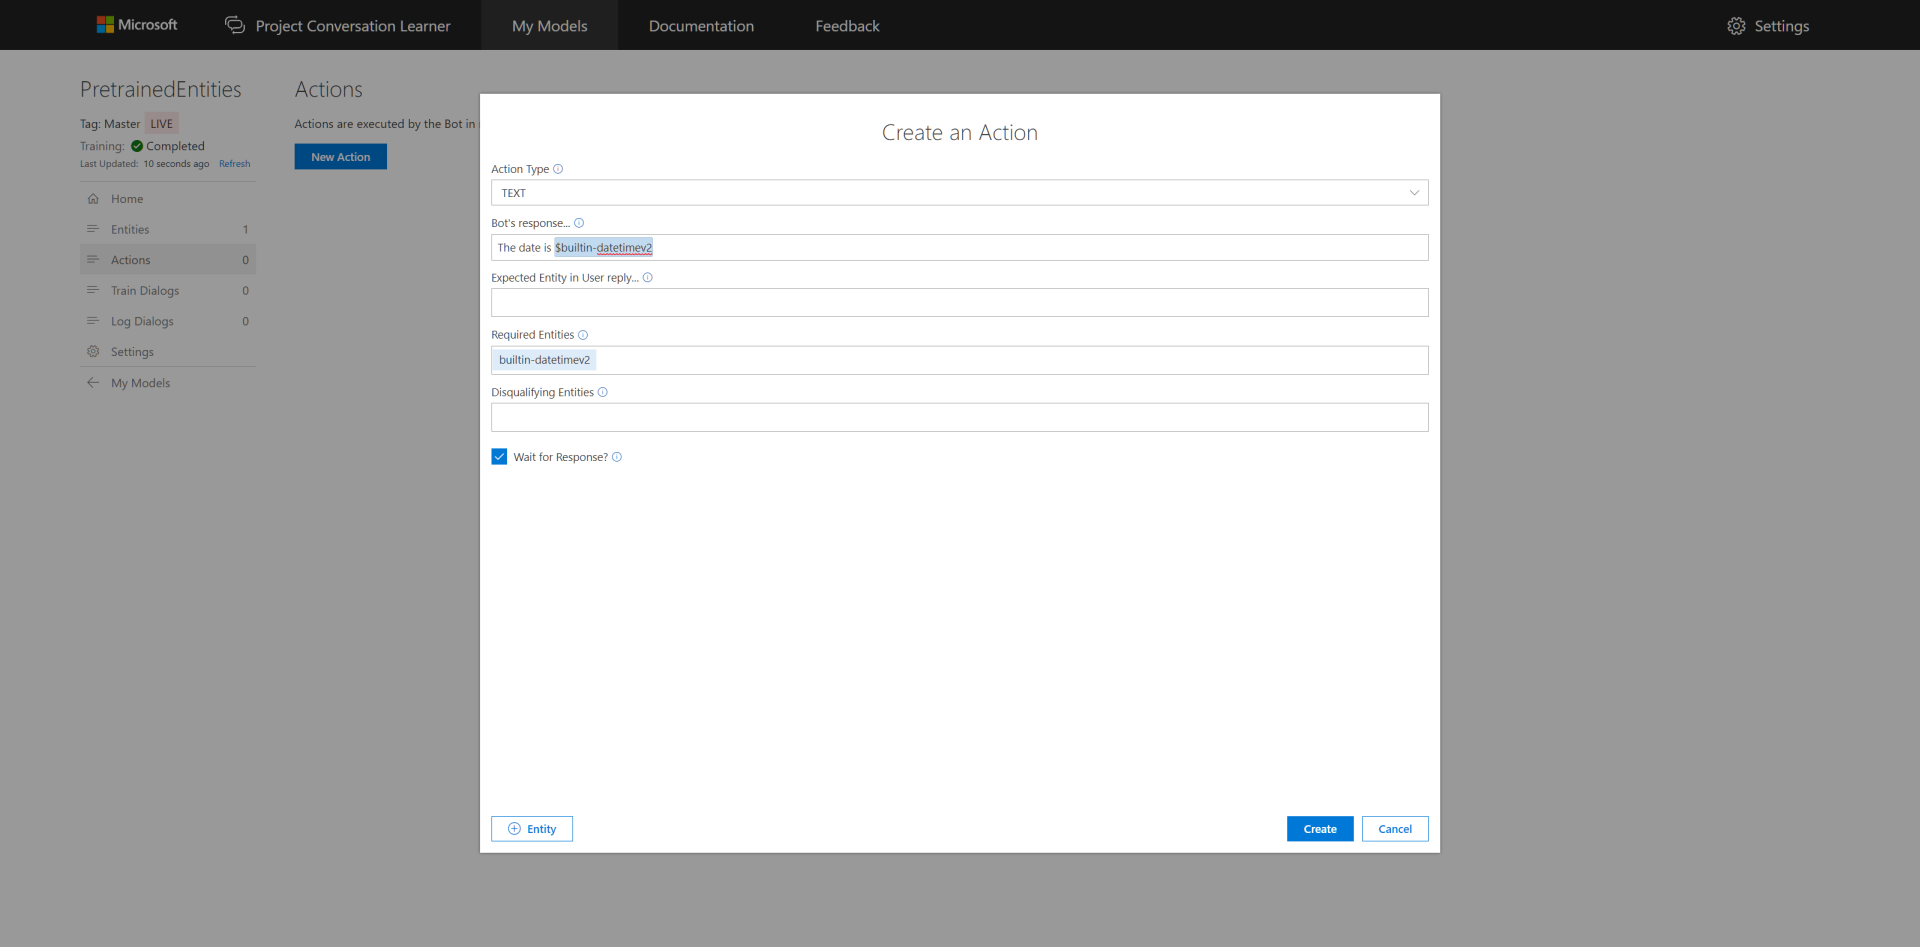 Microsoft
Project Conversation Learner
My Models
Documentation
Feedback
Settings
PretrainedEntities
Tag: Master LIVE
Training: Completed
Last Updated: 10 seconds ago Refresh
Home
Entities 1
Actions 0
Train Dialogs 0
Log Dialogs 0
Settings
My Models
Actions
Actions are executed by the Bot in
New Action
Create an Action
Action Type
TEXT
Bot's response...
The date is $builtin-datetimev2
Expected Entity in User reply...
Required Entities
builtin-datetimev2
Disqualifying Entities
Wait for Response?
Entity
Create
Cancel